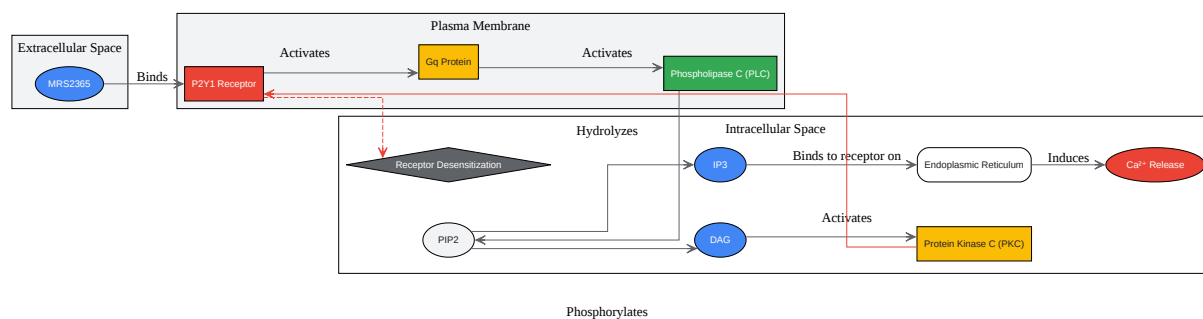 Plasma Membrane
Extracellular Space
Activates
Activates
Gq Protein
Phospholipase C (PLC)
MRS2365
Binds
P2Y1 Receptor
Hydrolyzes
Intracellular Space
Receptor Desensitization
IP3
Binds to receptor on
Endoplasmic Reticulum
Induces
Ca²⁺ Release
Activates
PIP2
DAG
Protein Kinase C (PKC)
Phosphorylates